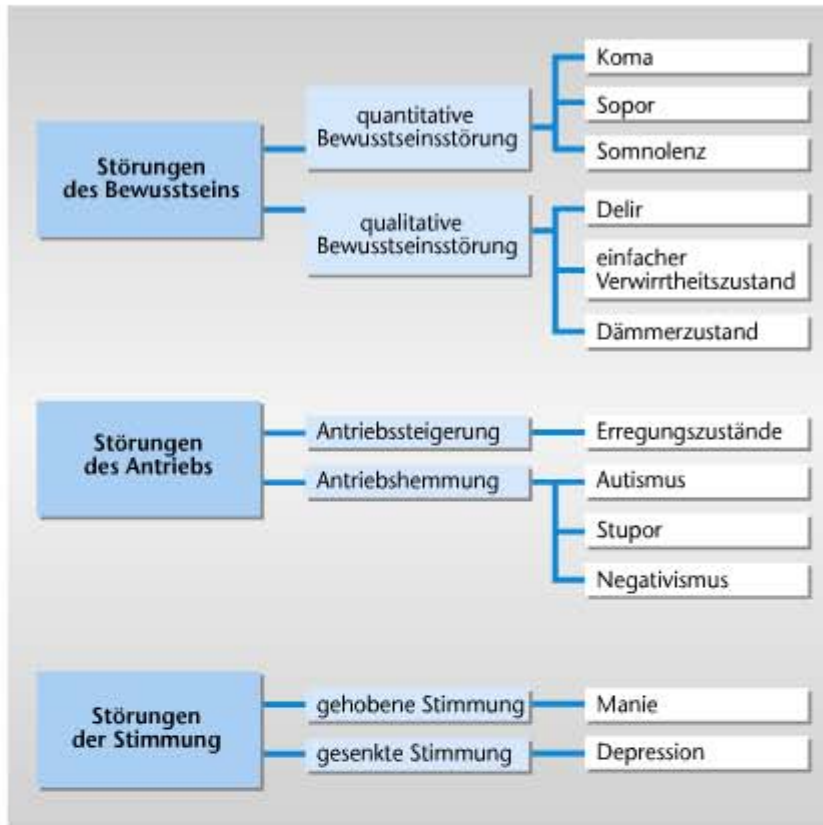 Störungen
des Bewusstseins
quantitative
Bewusstseinsstörung
Koma
Sopor
Somnolenz
qualitative
Bewusstseinsstörung
Delir
einfacher
Verwirrtheitszustand
Dämmerzustand
Störungen
des Antriebs
Antriebssteigerung
Erregungszustände
Antriebshemmung
Autismus
Stupor
Negativismus
Störungen
der Stimmung
gehobene Stimmung
Manie
gesenkte Stimmung
Depression